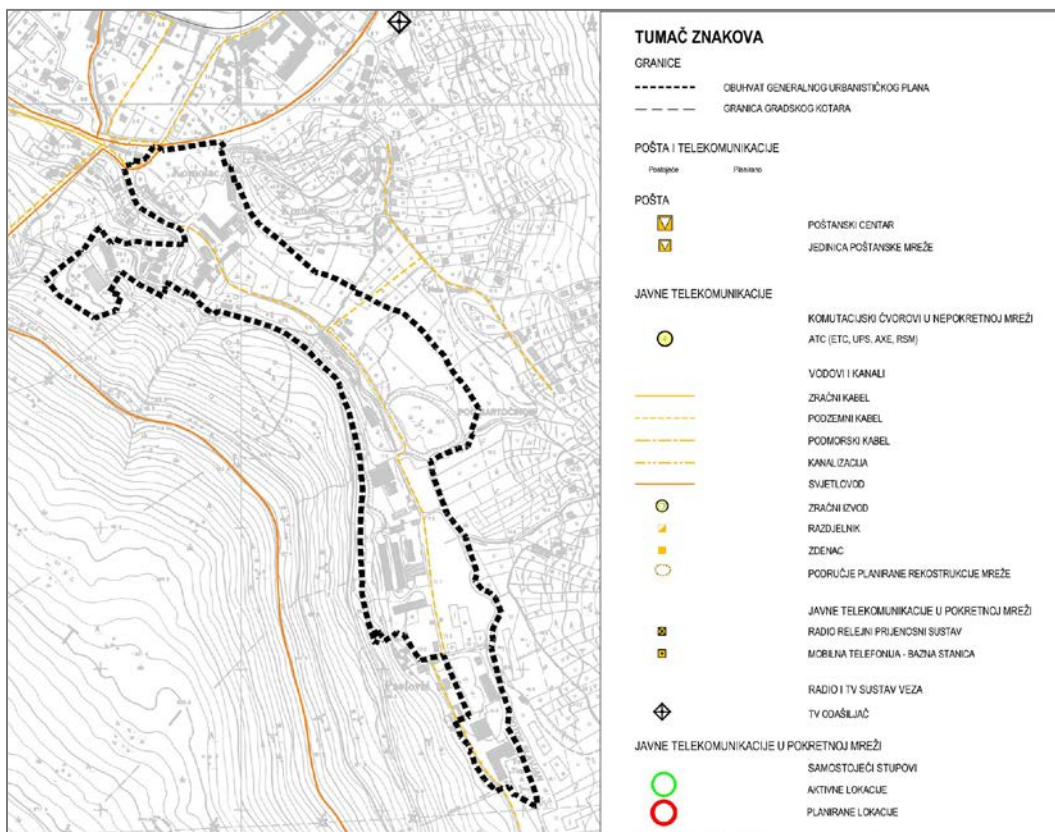 TUMAČ ZNAKOVA
GRANICE
OBUHVAT GENERALNOG URBANISTIČKOG PLANA
GRANICA GRADSKOG KOTARA
POŠTA I TELEKOMUNIKACIJE
Postojeće Planirano
POŠTA
POŠTANSKI CENTAR
JEDINICA POŠTANSKE MREŽE
JAVNE TELEKOMUNIKACIJE
KOMUTACIJSKI ČVOROVI U NEPOKRETNOJ MREŽI
ATC (ETC, UPS, AXE, RSM)
VODOVI I KANALI
ZRAČNI KABEL
PODZEMNI KABEL
PODMORSKI KABEL
KANALIZACIJA
SVJETLOVOD
ZRAČNI IZVOD
RAZDJELNIK
ZDENAC
PODRUČJE PLANIRANE REKOSTRUKCIJE MREŽE
JAVNE TELEKOMUNIKACIJE U POKRETNOJ MREŽI
RADIO RELEJNI PRIJENOSNI SUSTAV
MOBILNA TELEFONIJA - BAZNA STANICA
RADIO I TV SUSTAV VEZA
TV ODAŠILJAČ
JAVNE TELEKOMUNIKACIJE U POKRETNOJ MREŽI
SAMOSTOJEĆI STUPOVI
AKTIVNE LOKACIJE
PLANIRANE LOKACIJE
Komolac